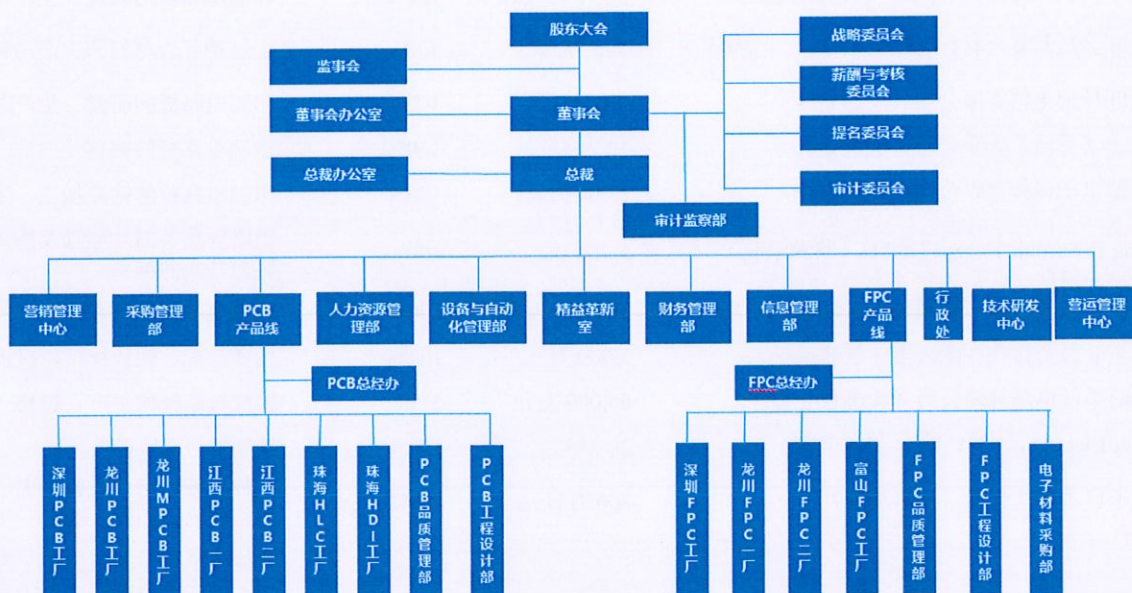 股东大会
战略委员会
监事会
薪酬与考核
委员会
董事会办公室
董事会
提名委员会
总裁办公室
总裁
审计委员会
审计监察部
营销管理
中心
采购管理
部
PCB
产品线
人力资源管
理部
设备与自动
化管理部
精益革新
室
财务管理
部
信息管理
部
FPC
产品线
行
政
处
技术研发
中心
营运管理
中心
PCB总经办
FPC总经办
深圳PCB工厂
龙川PCB工厂
龙川MPCB工厂
江西PCB一厂
江西PCB二厂
珠海HLC工厂
珠海HDI工厂
PCB品质管理部
PCB工程设计部
深圳FPC工厂
龙川FPC一厂
龙川FPC二厂
富山FPC工厂
FPC品质管理部
FPC工程设计部
电子材料采购部